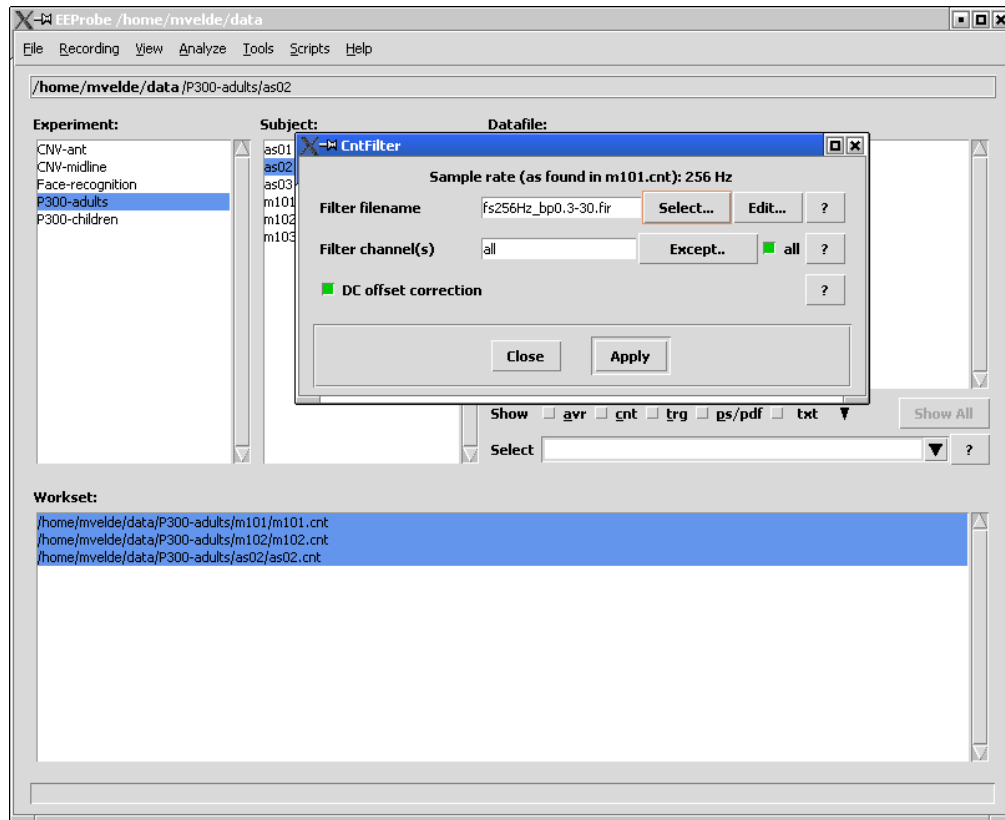 EEProbe /home/mvelde/data
File Recording View Analyze Tools Scripts Help
/home/mvelde/data /P300-adults/as02
Experiment:
CNV-ant
CNV-midline
Face-recognition
P300-adults
P300-children
Subject:
as01
as02
as03
m101
m102
m103
Datafile:
CntFilter
Sample rate (as found in m101.cnt): 256 Hz
Filter filename fs256Hz_bp0.3-30.fir Select... Edit... ?
Filter channel(s) all Except.. all ?
DC offset correction ?
Close Apply
Show avr cnt trg ps/pdf txt Show All
Select ?
Workset:
/home/mvelde/data/P300-adults/m101/m101.cnt
/home/mvelde/data/P300-adults/m102/m102.cnt
/home/mvelde/data/P300-adults/as02/as02.cnt